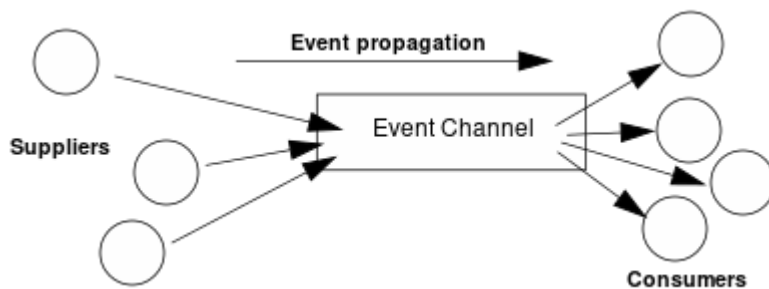 Event propagation
Event Channel
Suppliers
Consumers